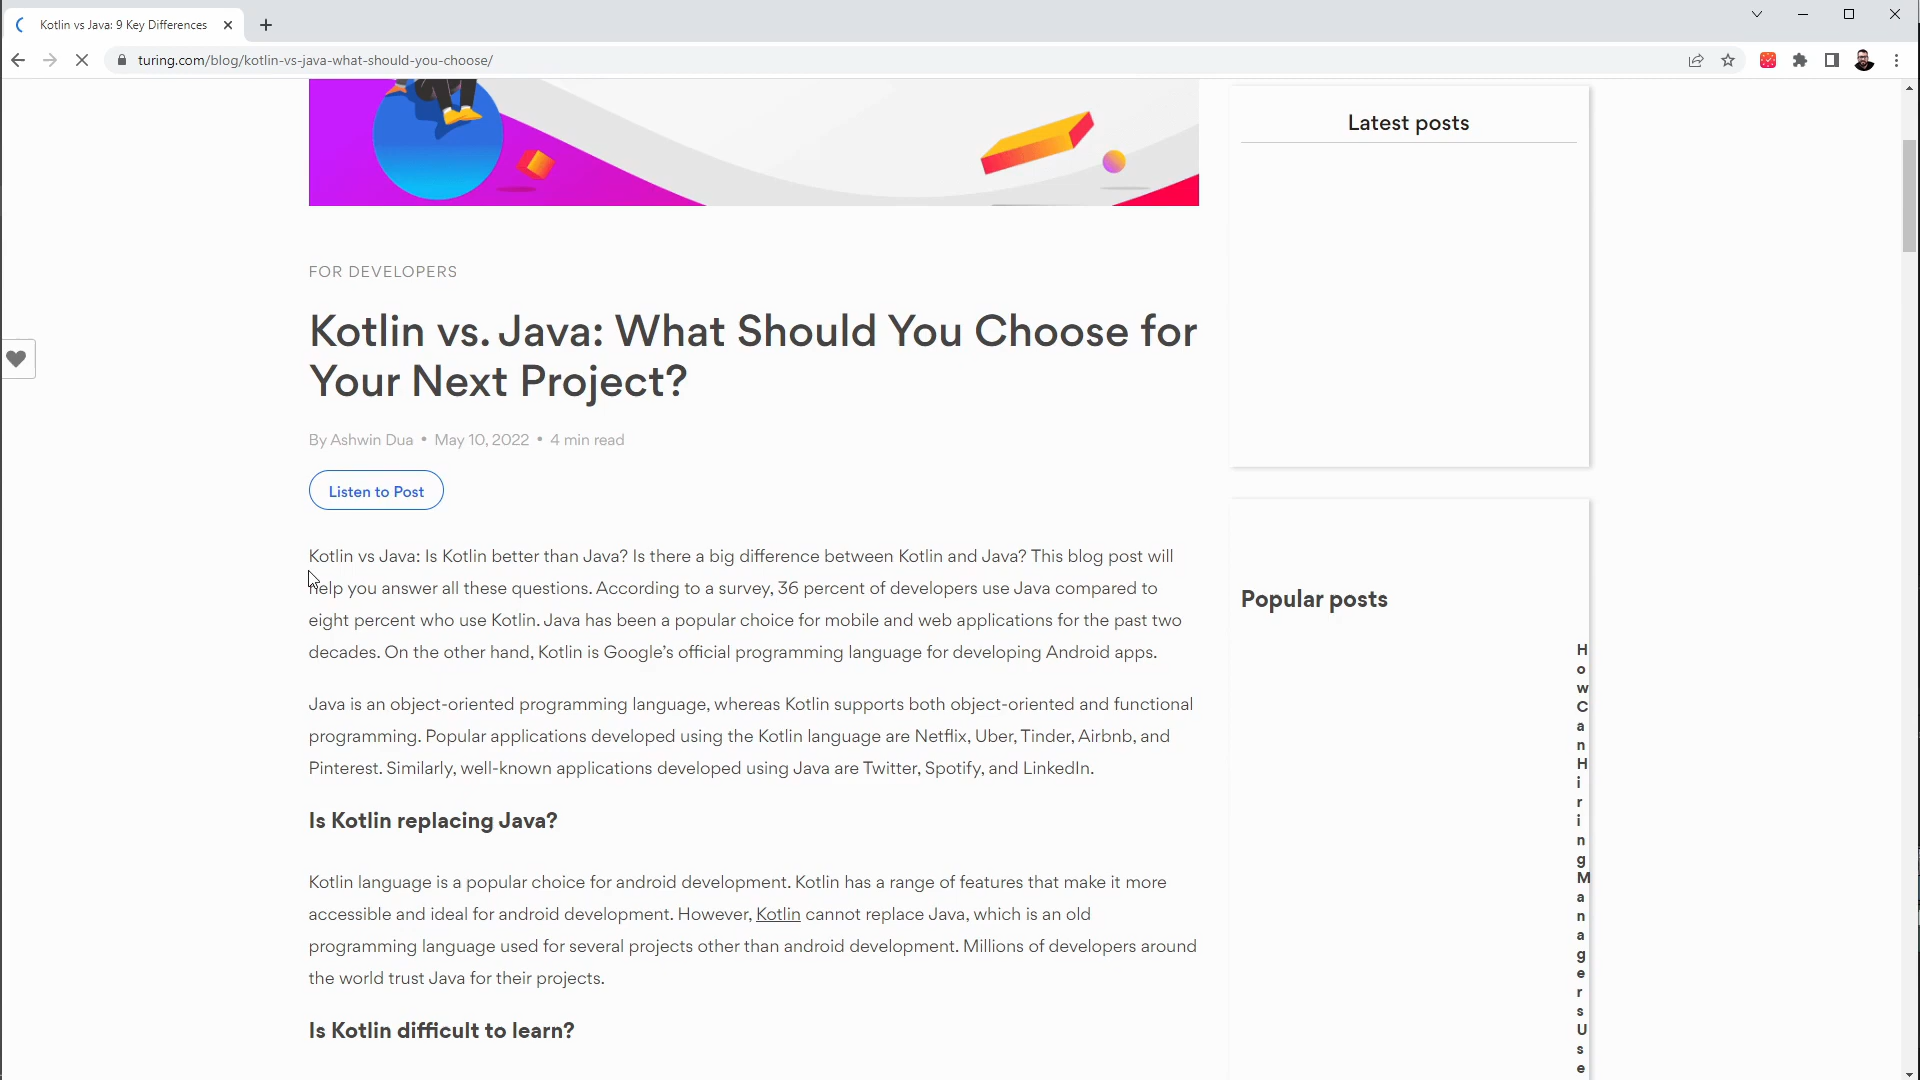 Kotlin vs Java: 9 Key Differences
turing.com/blog/kotlin-vs-java-what-should-you-choose/
FOR DEVELOPERS
Kotlin vs. Java: What Should You Choose for
Your Next Project?
By Ashwin Dua • May 10, 2022 • 4 min read
Listen to Post
Kotlin vs Java: Is Kotlin better than Java? Is there a big difference between Kotlin and Java? This blog post will
help you answer all these questions. According to a survey, 36 percent of developers use Java compared to
eight percent who use Kotlin. Java has been a popular choice for mobile and web applications for the past two
decades. On the other hand, Kotlin is Google's official programming language for developing Android apps.
Java is an object-oriented programming language, whereas Kotlin supports both object-oriented and functional
programming. Popular applications developed using the Kotlin language are Netflix, Uber, Tinder, Airbnb, and
Pinterest. Similarly, well-known applications developed using Java are Twitter, Spotify, and LinkedIn.
Is Kotlin replacing Java?
Kotlin language is a popular choice for android development. Kotlin has a range of features that make it more
accessible and ideal for android development. However, Kotlin cannot replace Java, which is an old
programming language used for several projects other than android development. Millions of developers around
the world trust Java for their projects.
Is Kotlin difficult to learn?
Latest posts
Popular posts
H
o
w
C
a
n
H
i
r
i
n
g
M
a
n
a
g
e
r
s
U
s
e